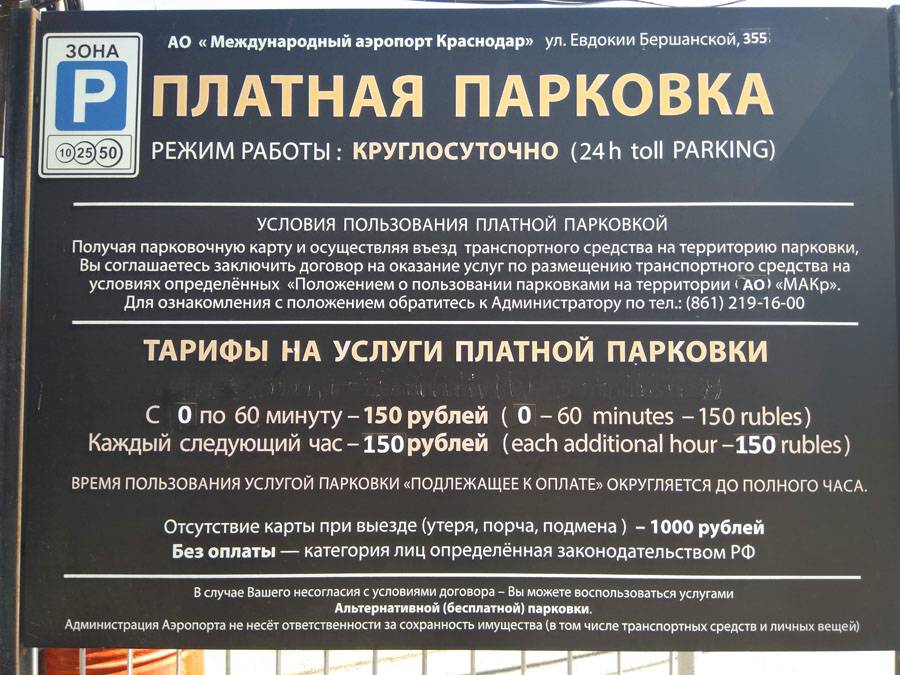 ЗОНА
P
10 25 50
АО « Международный аэропорт Краснодар» ул. Евдокии Бершанской, 355
ПЛАТНАЯ ПАРКОВКА
РЕЖИМ РАБОТЫ : КРУГЛОСУТОЧНО (24h toll PARKING)
УСЛОВИЯ ПОЛЬЗОВАНИЯ ПЛАТНОЙ ПАРКОВКОЙ
Получая парковочную карту и осуществляя въезд транспортного средства на территорию парковки,
Вы соглашаетесь заключить договор на оказание услуг по размещению транспортного средства на
условиях определённых «Положением о пользовании парковками на территории АО «МАКр».
Для ознакомления с положением обратитесь к Администратору по тел.: (861) 219-16-00
ТАРИФЫ НА УСЛУГИ ПЛАТНОЙ ПАРКОВКИ
С 0 по 60 минуту – 150 рублей ( 0 – 60 minutes – 150 rubles)
Каждый следующий час – 150 рублей (each additional hour – 150 rubles)
ВРЕМЯ ПОЛЬЗОВАНИЯ УСЛУГОЙ ПАРКОВКИ «ПОДЛЕЖАЩЕЕ К ОПЛАТЕ» ОКРУГЛЯЕТСЯ ДО ПОЛНОГО ЧАСА.
Отсутствие карты при выезде (утеря, порча, подмена ) – 1000 рублей
Без оплаты — категория лиц определённая законодательством РФ
В случае Вашего несогласия с условиями договора – Вы можете воспользоваться услугами
Альтернативной (бесплатной) парковки.
Администрация Аэропорта не несёт ответственности за сохранность имущества (в том числе транспортных средств и личных вещей)